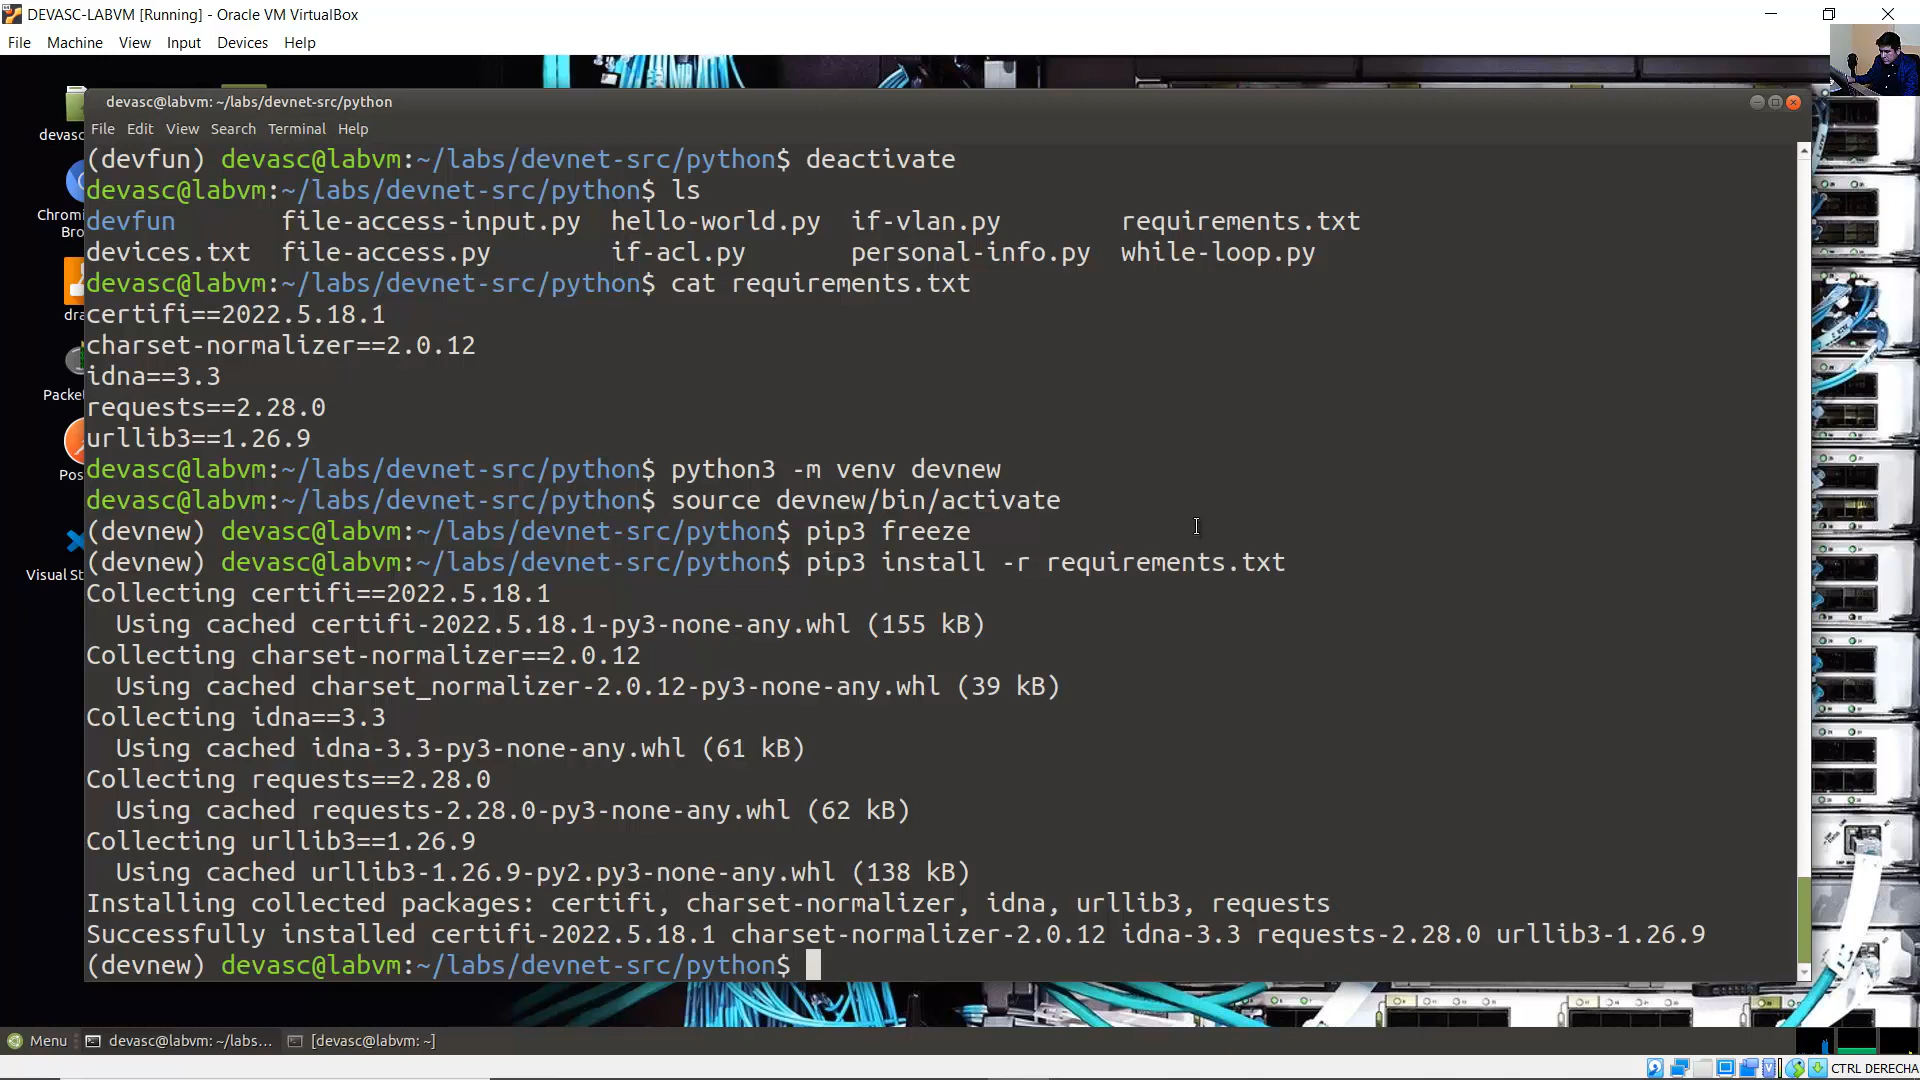 DEVASC-LABVM [Running] - Oracle VM VirtualBox
File Machine View Input Devices Help
devasc@labvm: ~/labs/devnet-src/python
File Edit View Search Terminal Help
(devfun) devasc@labvm:~/labs/devnet-src/python$ deactivate
devasc@labvm:~/labs/devnet-src/python$ ls
devfun file-access-input.py hello-world.py if-vlan.py requirements.txt
devices.txt file-access.py if-acl.py personal-info.py while-loop.py
devasc@labvm:~/labs/devnet-src/python$ cat requirements.txt
certifi==2022.5.18.1
charset-normalizer==2.0.12
idna==3.3
requests==2.28.0
urllib3==1.26.9
devasc@labvm:~/labs/devnet-src/python$ python3 -m venv devnew
devasc@labvm:~/labs/devnet-src/python$ source devnew/bin/activate
(devnew) devasc@labvm:~/labs/devnet-src/python$ pip3 freeze
(devnew) devasc@labvm:~/labs/devnet-src/python$ pip3 install -r requirements.txt
Collecting certifi==2022.5.18.1
Using cached certifi-2022.5.18.1-py3-none-any.whl (155 kB)
Collecting charset-normalizer==2.0.12
Using cached charset_normalizer-2.0.12-py3-none-any.whl (39 kB)
Collecting idna==3.3
Using cached idna-3.3-py3-none-any.whl (61 kB)
Collecting requests==2.28.0
Using cached requests-2.28.0-py3-none-any.whl (62 kB)
Collecting urllib3==1.26.9
Using cached urllib3-1.26.9-py2.py3-none-any.whl (138 kB)
Installing collected packages: certifi, charset-normalizer, idna, urllib3, requests
Successfully installed certifi-2022.5.18.1 charset-normalizer-2.0.12 idna-3.3 requests-2.28.0 urllib3-1.26.9
(devnew) devasc@labvm:~/labs/devnet-src/python$
devasc
Chromi
Bro
dra
Packe
Pos
Visual St
Menu devasc@labvm: ~/labs... [devasc@labvm: ~]
CTRL DERECHA